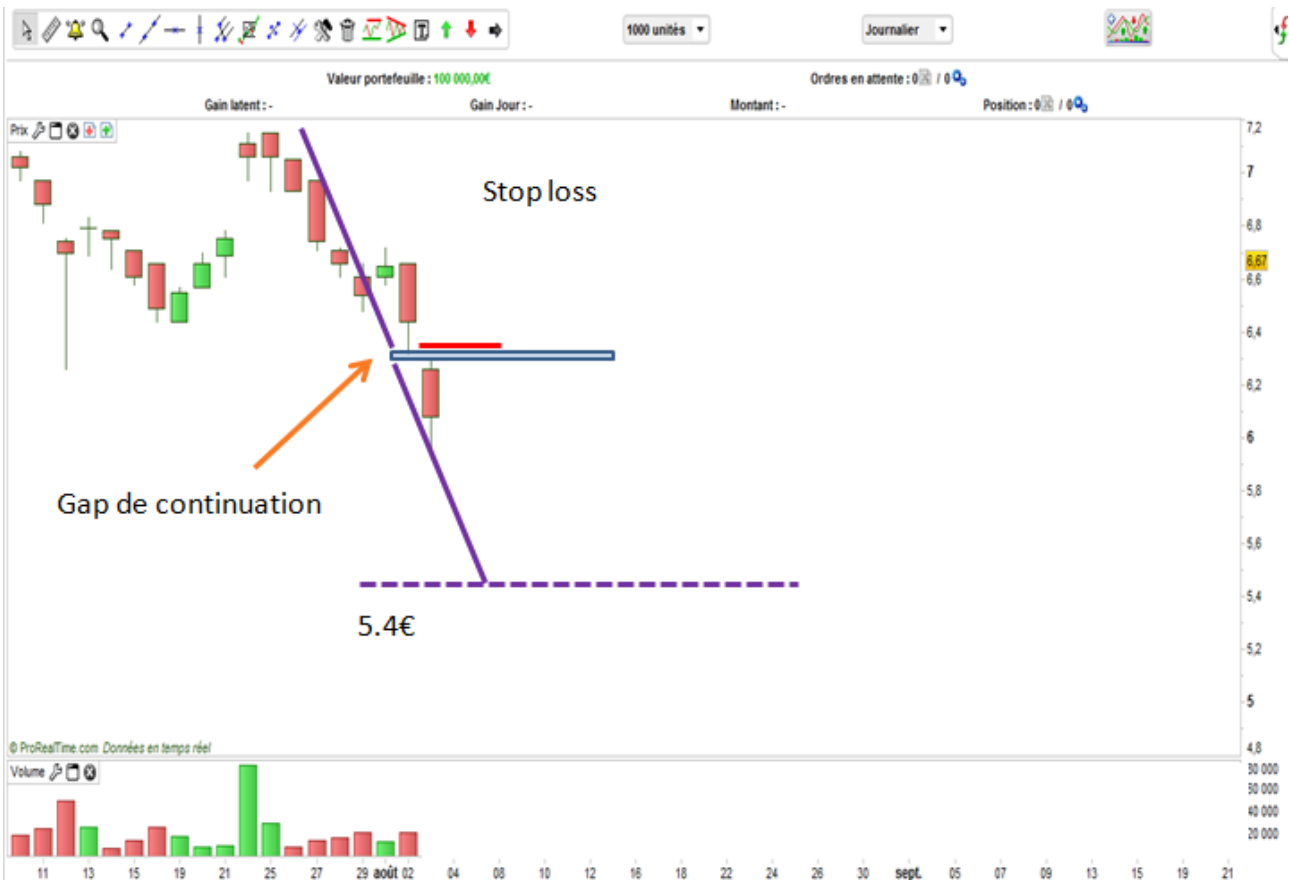 1000 unités
Journalier
Valeur portefeuille : 100 000,00€
Ordres en attente : 0 / 0
Gain latent : -
Gain Jour : -
Montant : -
Position : 0 / 0
Prix
7,2
7
Stop loss
6,8
6,67
6,6
6,4
6,2
6
Gap de continuation
5,8
5,6
5,4
5.4€
5,2
5
4,8
© ProRealTime.com Données en temps réel
Volume
80 000
60 000
40 000
20 000
11 13 15 19 21 25 27 29 août 02 04 08 10 12 16 18 22 24 26 30 sept. 05 07 09 13 15 19 21